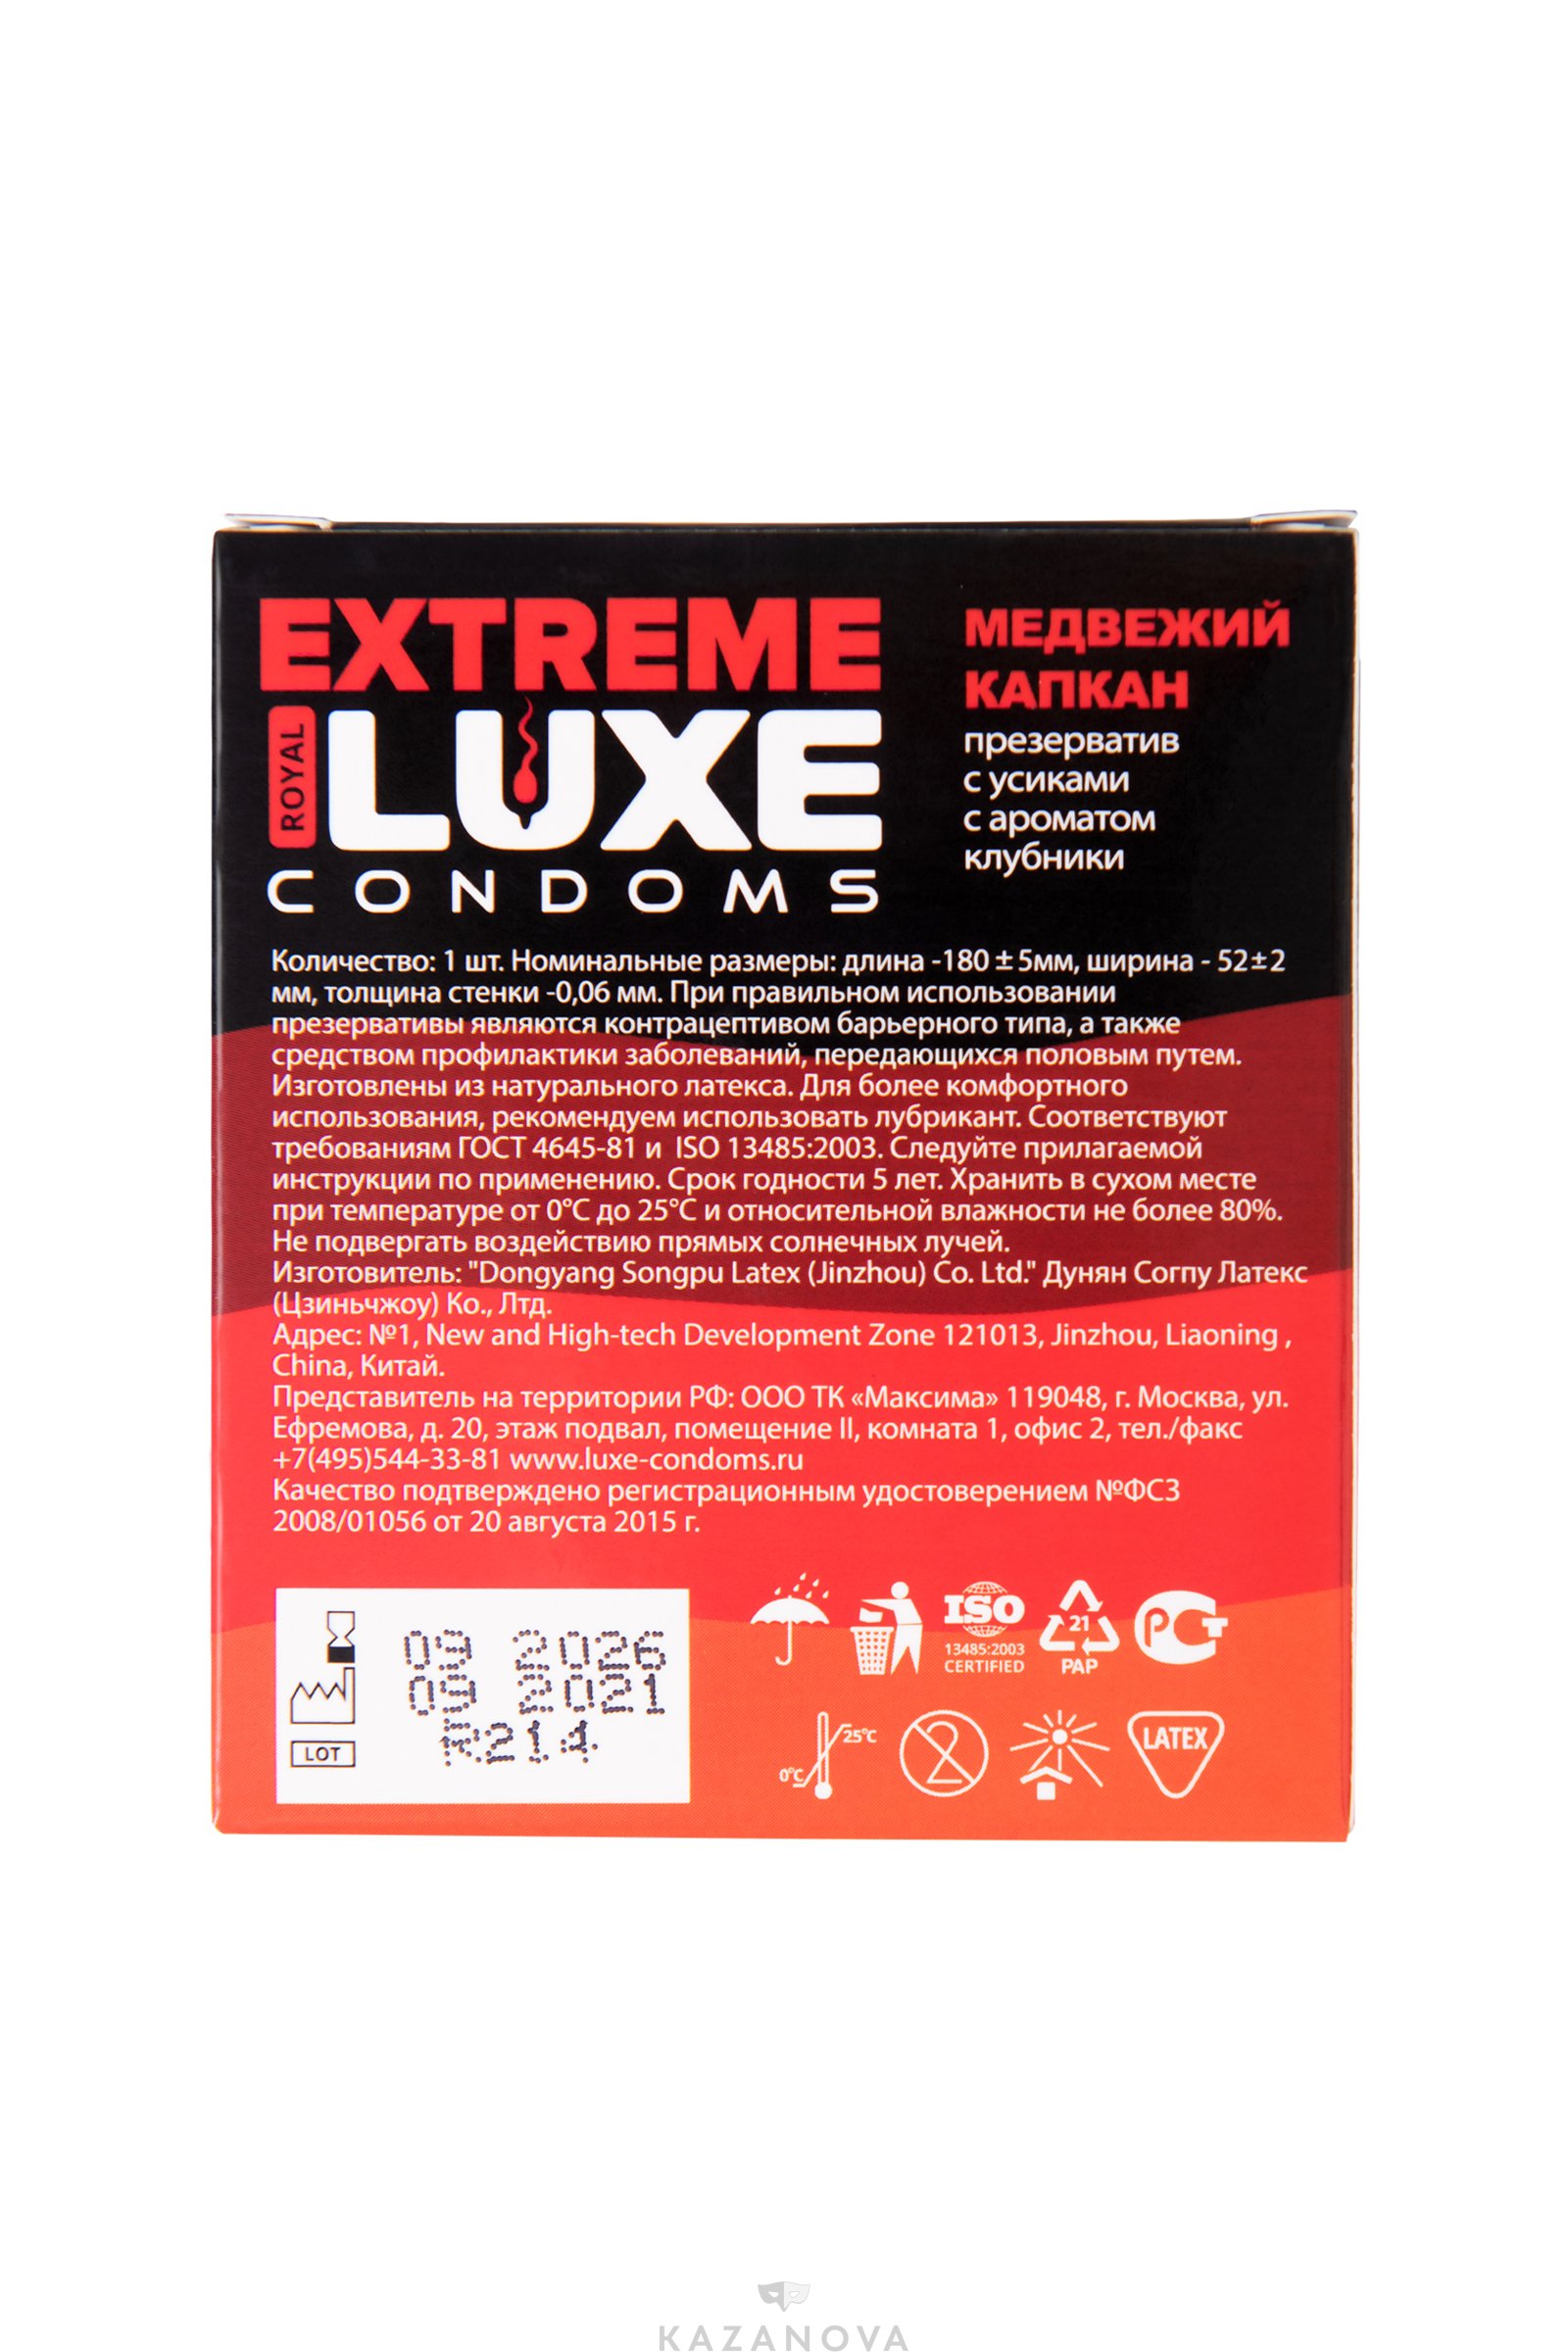 EXTREME
ROYAL
LUXE
CONDOMS
МЕДВЕЖИЙ
КАПКАН
презерватив
с усиками
с ароматом
клубники
Количество: 1 шт. Номинальные размеры: длина -180 ± 5мм, ширина - 52±2
мм, толщина стенки -0,06 мм. При правильном использовании
презервативы являются контрацептивом барьерного типа, а также
средством профилактики заболеваний, передающихся половым путем.
Изготовлены из натурального латекса. Для более комфортного
использования, рекомендуем использовать лубрикант. Соответствуют
требованиям ГОСТ 4645-81 и ISO 13485:2003. Следуйте прилагаемой
инструкции по применению. Срок годности 5 лет. Хранить в сухом месте
при температуре от 0°С до 25°С и относительной влажности не более 80%.
Не подвергать воздействию прямых солнечных лучей.
Изготовитель: "Dongyang Songpu Latex (Jinzhou) Co. Ltd." Дунян Согпу Латекс
(Цзиньчжоу) Ко., Лтд.
Адрес: №1, New and High-tech Development Zone 121013, Jinzhou, Liaoning ,
China, Китай.
Представитель на территории РФ: ООО ТК «Максима» 119048, г. Москва, ул.
Ефремова, д. 20, этаж подвал, помещение II, комната 1, офис 2, тел./факс
+7(495)544-33-81 www.luxe-condoms.ru
Качество подтверждено регистрационным удостоверением №ФСЗ
2008/01056 от 20 августа 2015 г.
09 2026
09 2021
LOT
R214
ISO
13485:2003
CERTIFIED
21
PAP
РСТ
25°C
0°C
2
LATEX
KAZANOVA